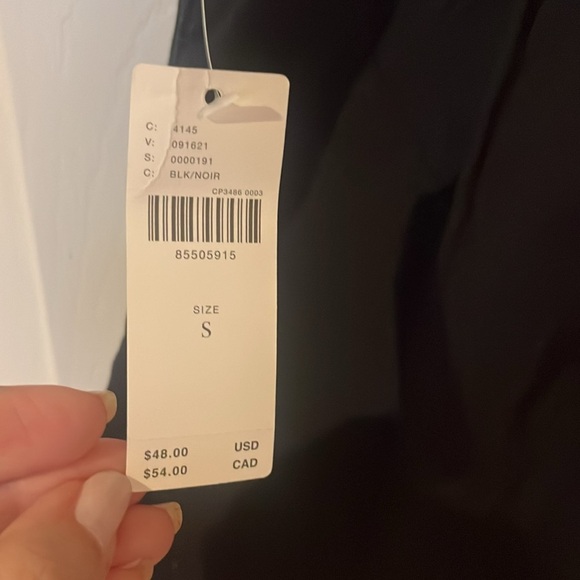 C: 4145
V: 091621
S: 0000191
C: BLK/NOIR
CP3486 0003
85505915
SIZE
S
$48.00 USD
$54.00 CAD